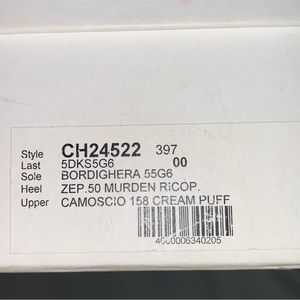 Style CH24522 397
Last 5DKS5G6 00
Sole BORDIGHERA 55G6
Heel ZEP.50 MURDEN RICOP.
Upper CAMOSCIO 158 CREAM PUFF
4000006340205